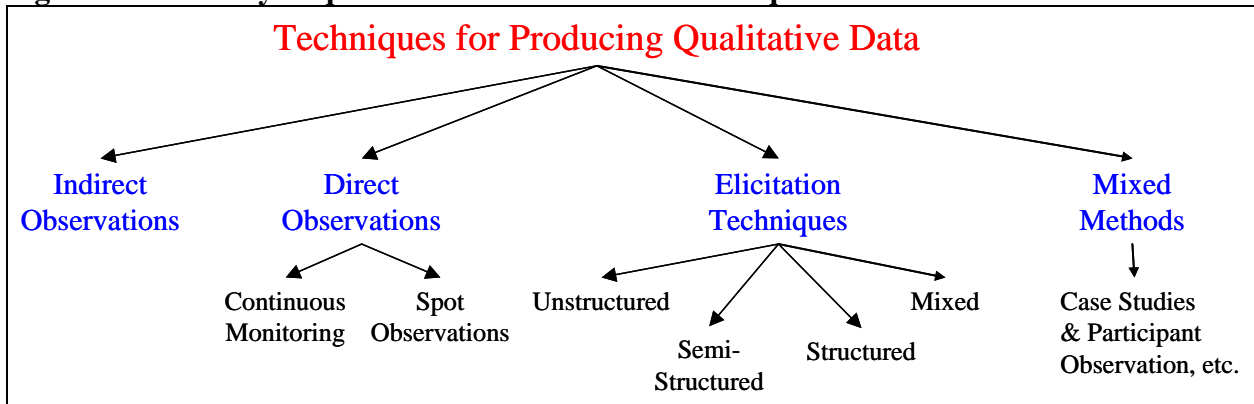 Techniques for Producing Qualitative Data
Indirect
Observations
Direct
Observations
Elicitation
Techniques
Mixed
Methods
Continuous
Monitoring
Spot
Observations
Unstructured
Semi-
Structured
Structured
Mixed
Case Studies
& Participant
Observation, etc.